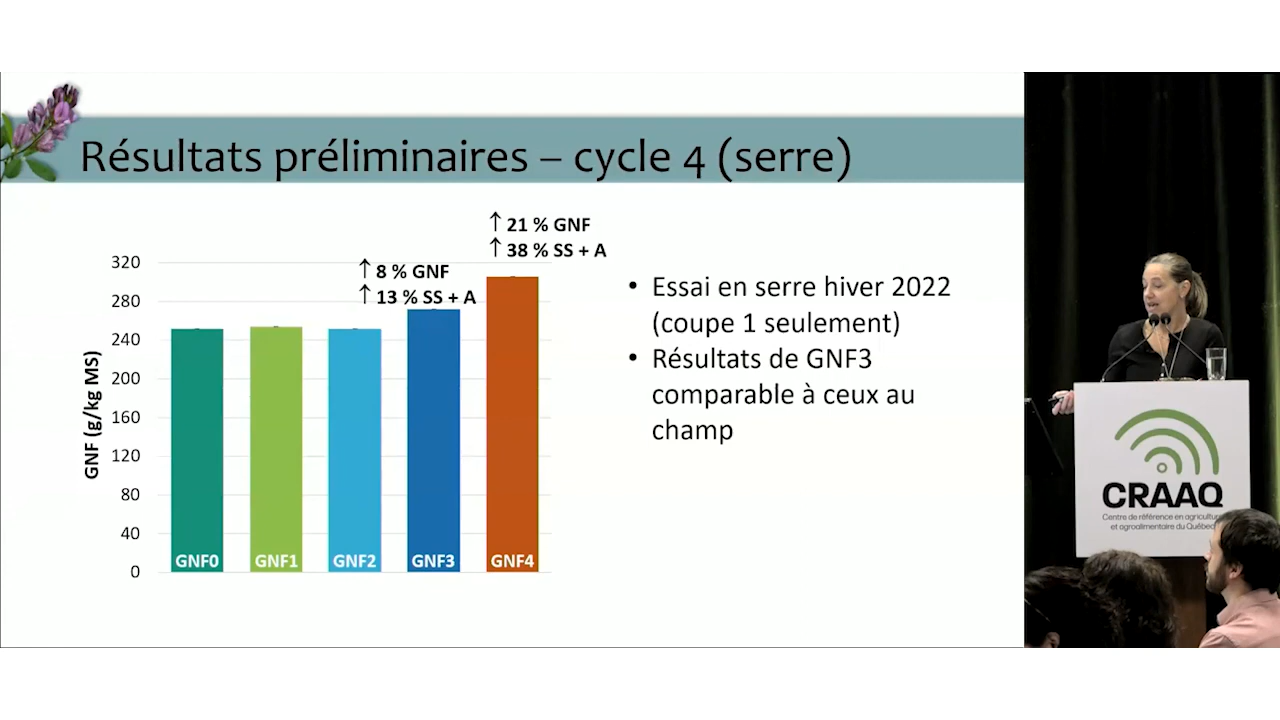 Résultats préliminaires – cycle 4 (serre)
↑ 21 % GNF
↑ 38 % SS + A
↑ 8 % GNF
↑ 13 % SS + A
GNF (g/kg MS)
320
280
240
200
160
120
80
40
0
GNF0
GNF1
GNF2
GNF3
GNF4
• Essai en serre hiver 2022
(coupe 1 seulement)
• Résultats de GNF3
comparable à ceux au
champ
CRAAQ
Centre de référence en agriculture
et agroalimentaire du Québec